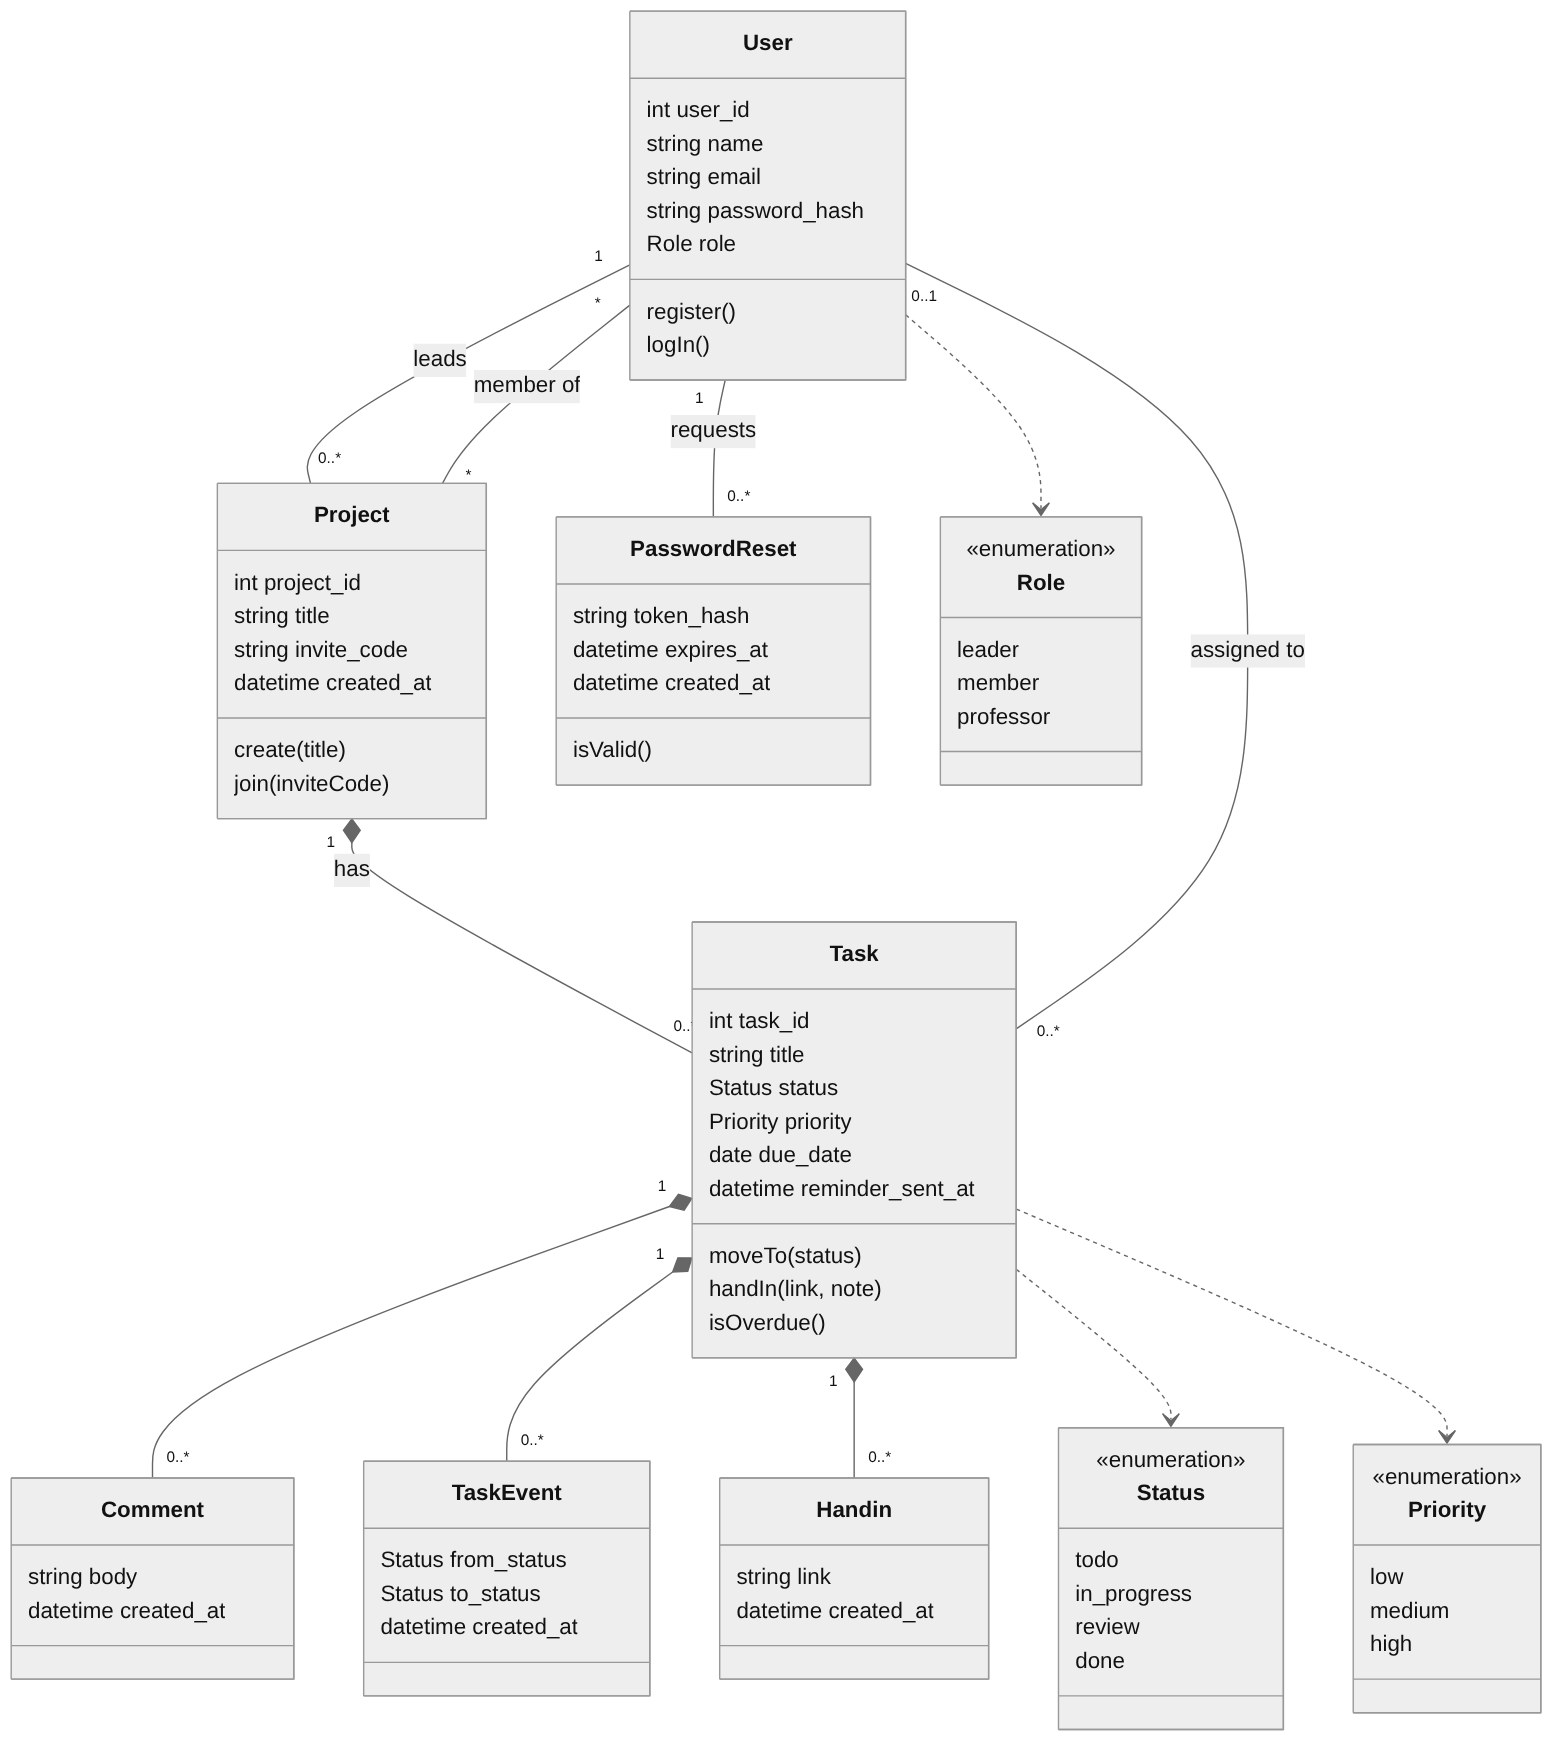 User
int user_id
string name
string email
string password_hash
Role role
register()
logIn()
1
*
0..1
leads
member of
1
requests
0..*
*
0..*
assigned to
Project
int project_id
string title
string invite_code
datetime created_at
create(title)
join(inviteCode)
PasswordReset
string token_hash
datetime expires_at
datetime created_at
isValid()
«enumeration»
Role
leader
member
professor
1
has
0..*
0..*
Task
int task_id
string title
Status status
Priority priority
date due_date
datetime reminder_sent_at
moveTo(status)
handIn(link, note)
isOverdue()
1
1
1
0..*
0..*
0..*
Comment
string body
datetime created_at
TaskEvent
Status from_status
Status to_status
datetime created_at
Handin
string link
datetime created_at
«enumeration»
Status
todo
in_progress
review
done
«enumeration»
Priority
low
medium
high